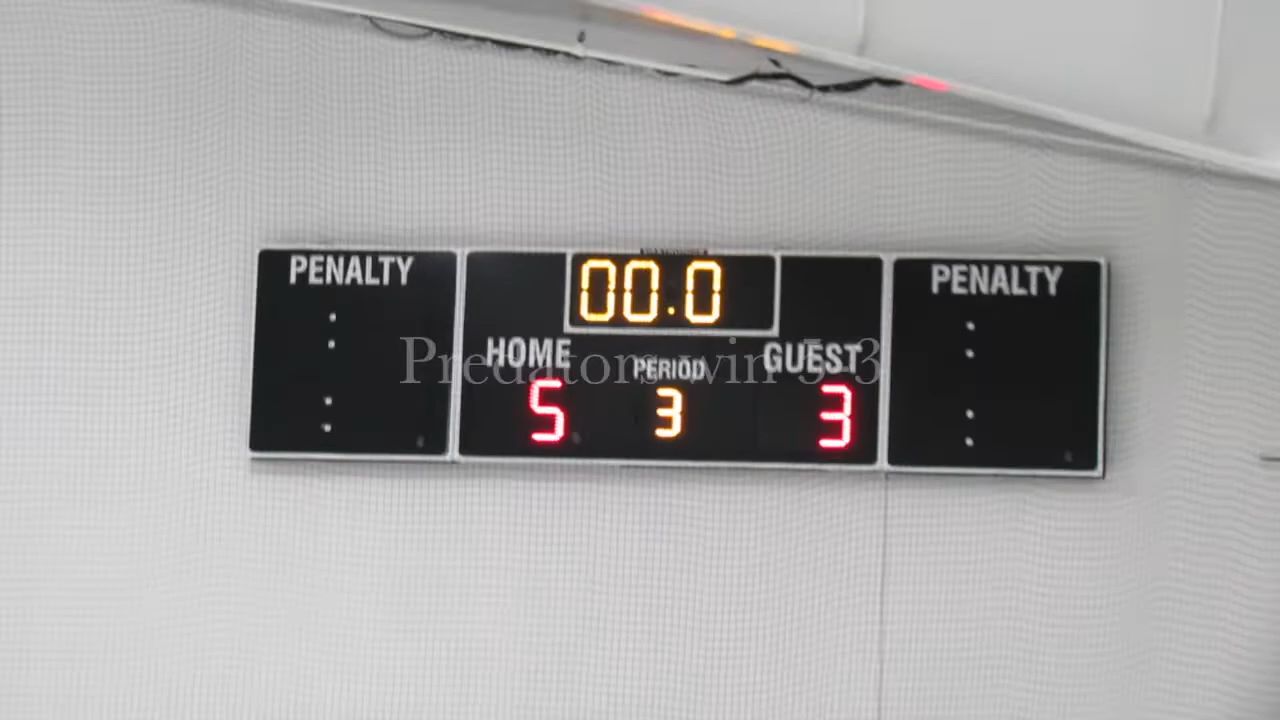 PENALTY
00.0
PENALTY
HOME
PERIOD
GUEST
Predators win 5-3
5
3
3